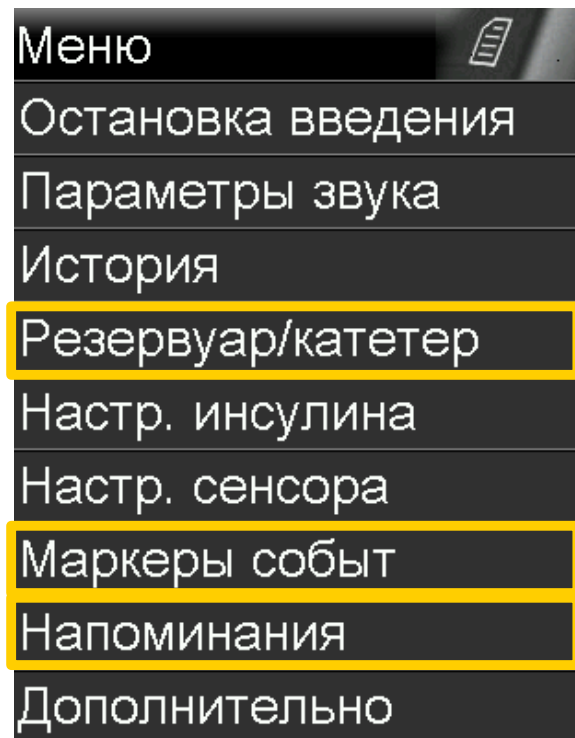 Меню
Остановка введения
Параметры звука
История
Резервуар/катетер
Настр. инсулина
Настр. сенсора
Маркеры событ
Напоминания
Дополнительно